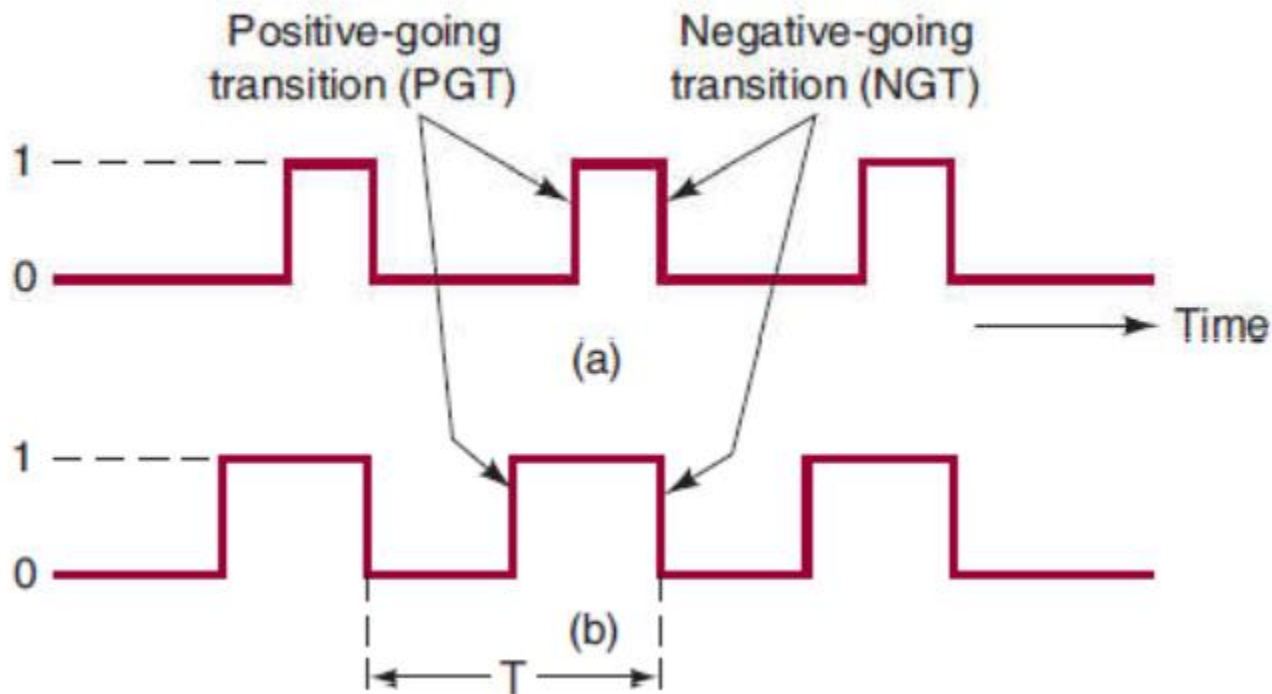 Positive-going
transition (PGT)
Negative-going
transition (NGT)
1
0
Time
(a)
1
0
(b)
T